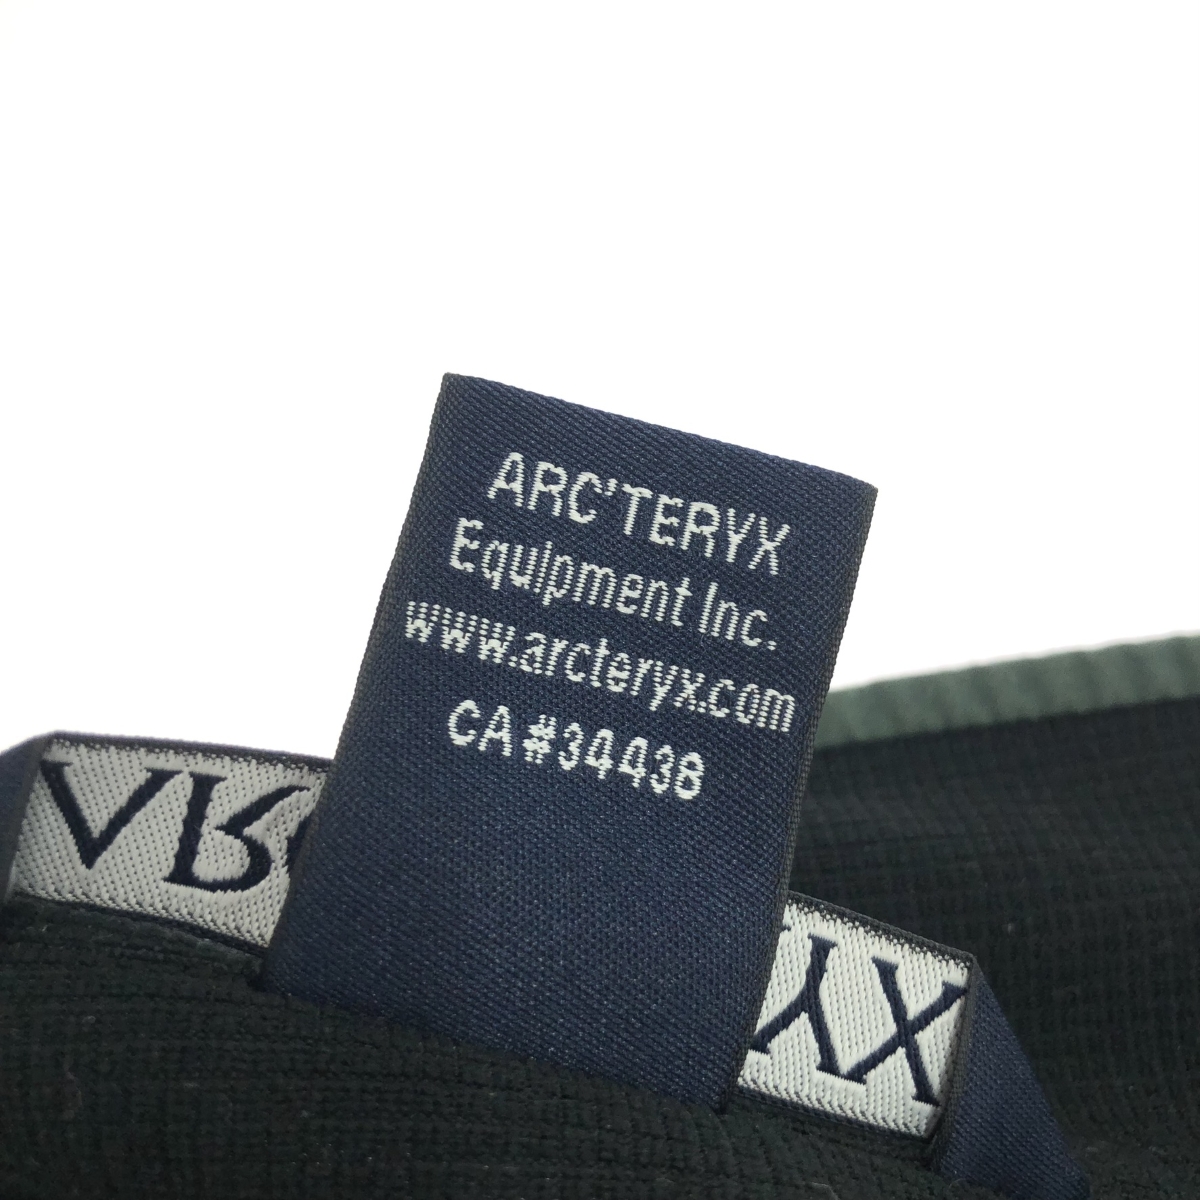 ARC'TERYX
Equipment Inc.
www.arcteryx.com
CA #34438